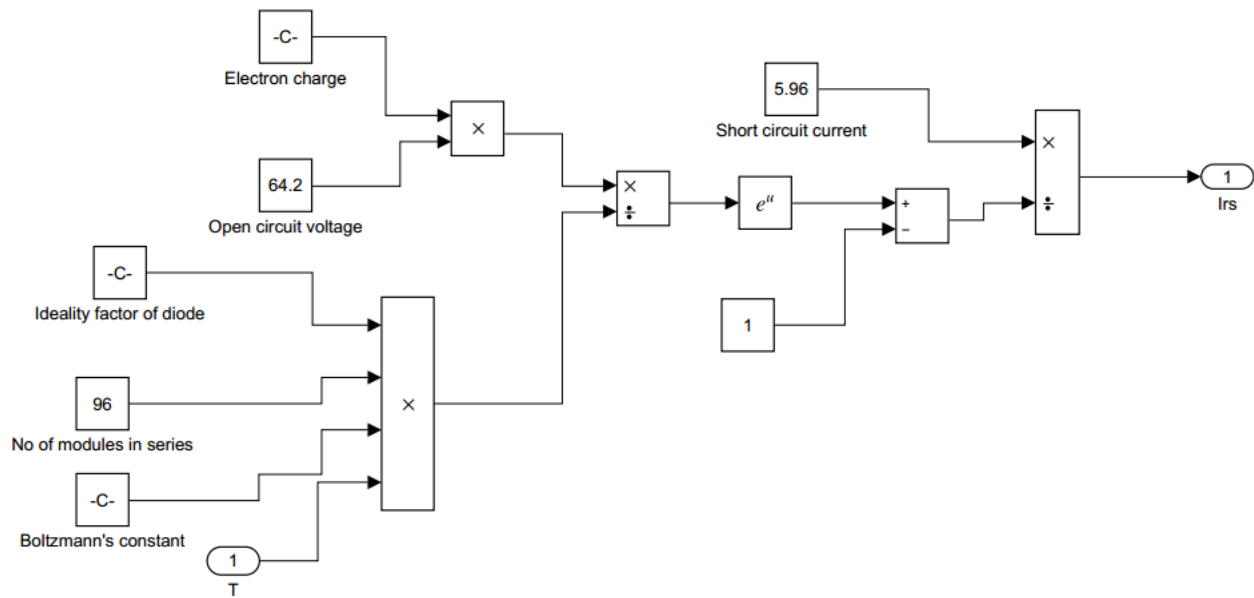 -C-
Electron charge
×
64.2
Open circuit voltage
-C-
Ideality factor of diode
96
No of modules in series
-C-
Boltzmann's constant
1
T
×
×
÷
e^u
5.96
Short circuit current
+
−
1
×
÷
1
Irs